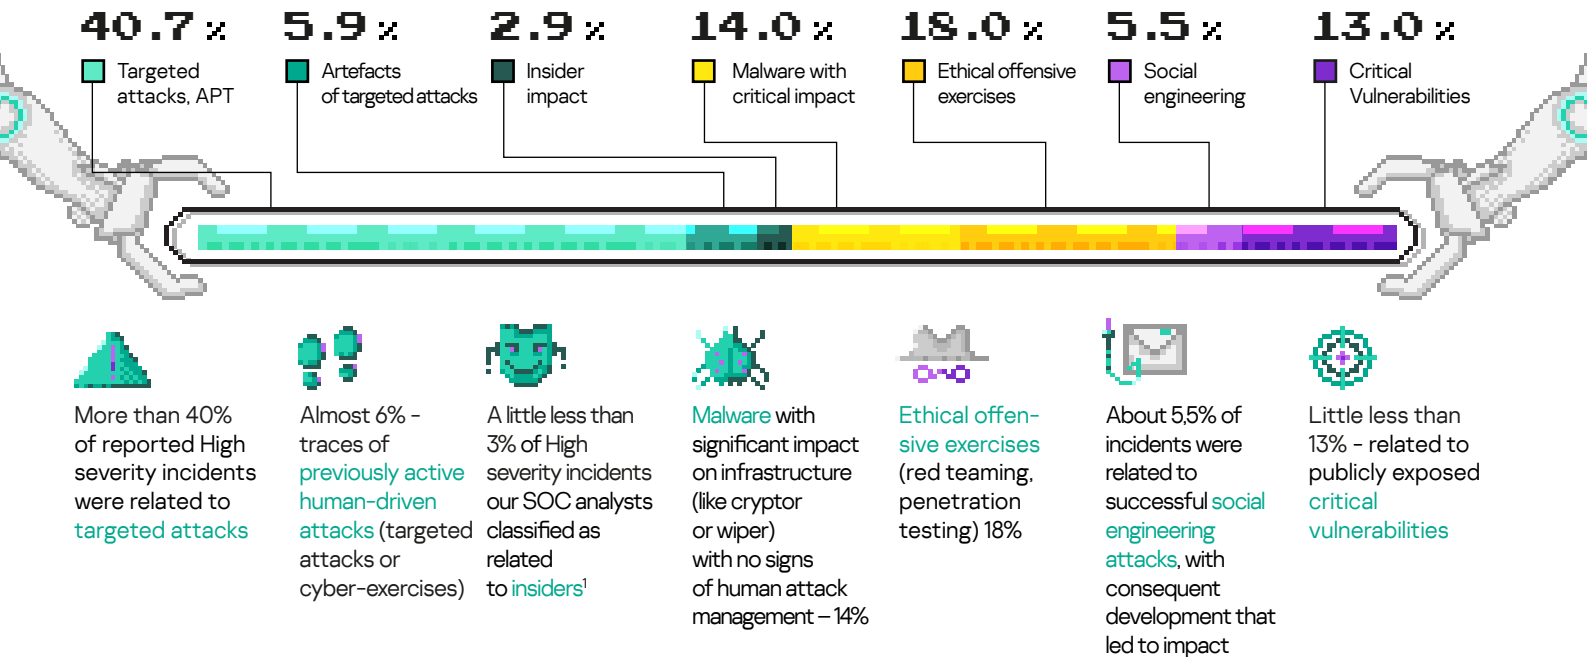 40.7 %
Targeted
attacks, APT
5.9 %
Artefacts
of targeted attacks
2.9 %
Insider
impact
14.0 %
Malware with
critical impact
18.0 %
Ethical offensive
exercises
5.5 %
Social
engineering
13.0 %
Critical
Vulnerabilities
More than 40%
of reported High
severity incidents
were related to
targeted attacks
Almost 6% -
traces of
previously active
human-driven
attacks (targeted
attacks or
cyber-exercises)
A little less than
3% of High
severity incidents
our SOC analysts
classified as
related
to insiders¹
Malware with
significant impact
on infrastructure
(like cryptor
or wiper)
with no signs
of human attack
management – 14%
Ethical offen-
sive exercises
(red teaming,
penetration
testing) 18%
About 5,5% of
incidents were
related to
successful social
engineering
attacks, with
consequent
development that
led to impact
Little less than
13% - related to
publicly exposed
critical
vulnerabilities